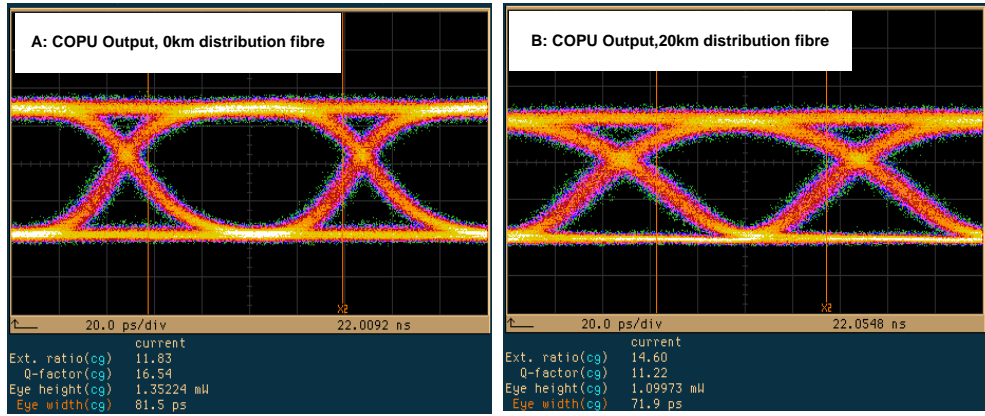 A: COPU Output, 0km distribution fibre
X2
20.0 ps/div 22.0092 ns
current
Ext. ratio(cg) 11.83
Q-factor(cg) 16.54
Eye height(cg) 1.35224 mW
Eye width(cg) 81.5 ps
B: COPU Output,20km distribution fibre
X2
20.0 ps/div 22.0548 ns
current
Ext. ratio(cg) 14.60
Q-factor(cg) 11.22
Eye height(cg) 1.09973 mW
Eye width(cg) 71.9 ps